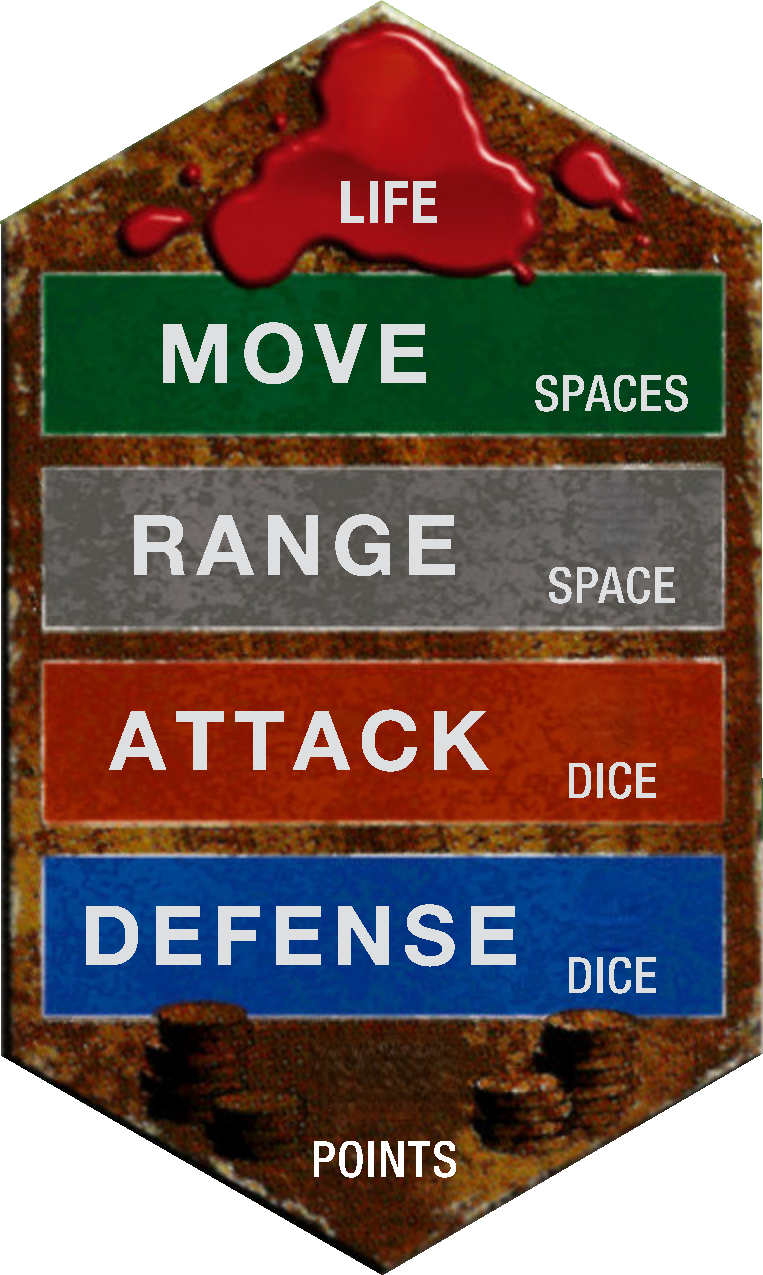 LIFE
MOVE
SPACES
RANGE
SPACE
ATTACK
DICE
DEFENSE
DICE
POINTS